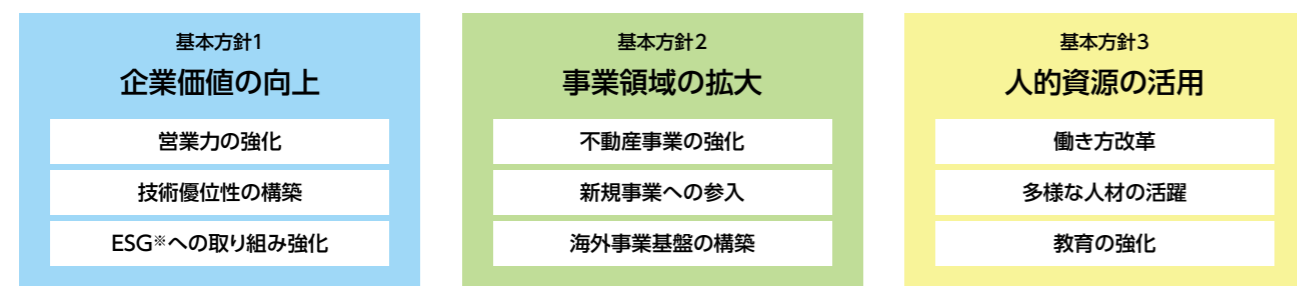 基本方針1
企業価値の向上
営業力の強化
技術優位性の構築
ESG※への取り組み強化
基本方針2
事業領域の拡大
不動産事業の強化
新規事業への参入
海外事業基盤の構築
基本方針3
人的資源の活用
働き方改革
多様な人材の活躍
教育の強化